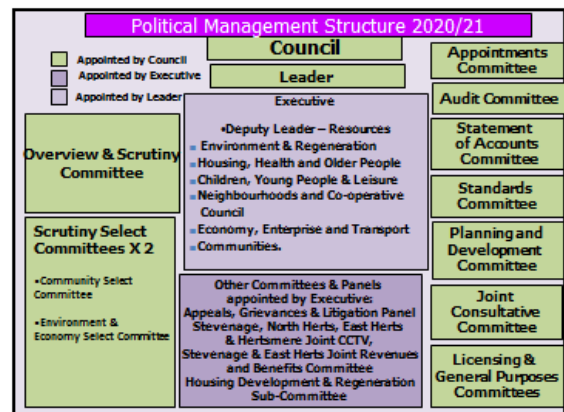 Political Management Structure 2020/21
Appointed by Council
Appointed by Executive
Appointed by Leader
Council
Leader
Executive
•Deputy Leader – Resources
Environment & Regeneration
Housing, Health and Older People
Children, Young People & Leisure
Neighbourhoods and Co-operative
Council
Economy, Enterprise and Transport
Communities.
Overview & Scrutiny
Committee
Scrutiny Select
Committees X 2
•Community Select
Committee
•Environment &
Economy Select Committee
Other Committees & Panels
appointed by Executive:
Appeals, Grievances & Litigation Panel
Stevenage, North Herts, East Herts
& Hertsmere Joint CCTV,
Stevenage & East Herts Joint Revenues
and Benefits Committee
Housing Development & Regeneration
Sub-Committee
Appointments
Committee
Audit Committee
Statement
of Accounts
Committee
Standards
Committee
Planning and
Development
Committee
Joint
Consultative
Committee
Licensing &
General Purposes
Committees